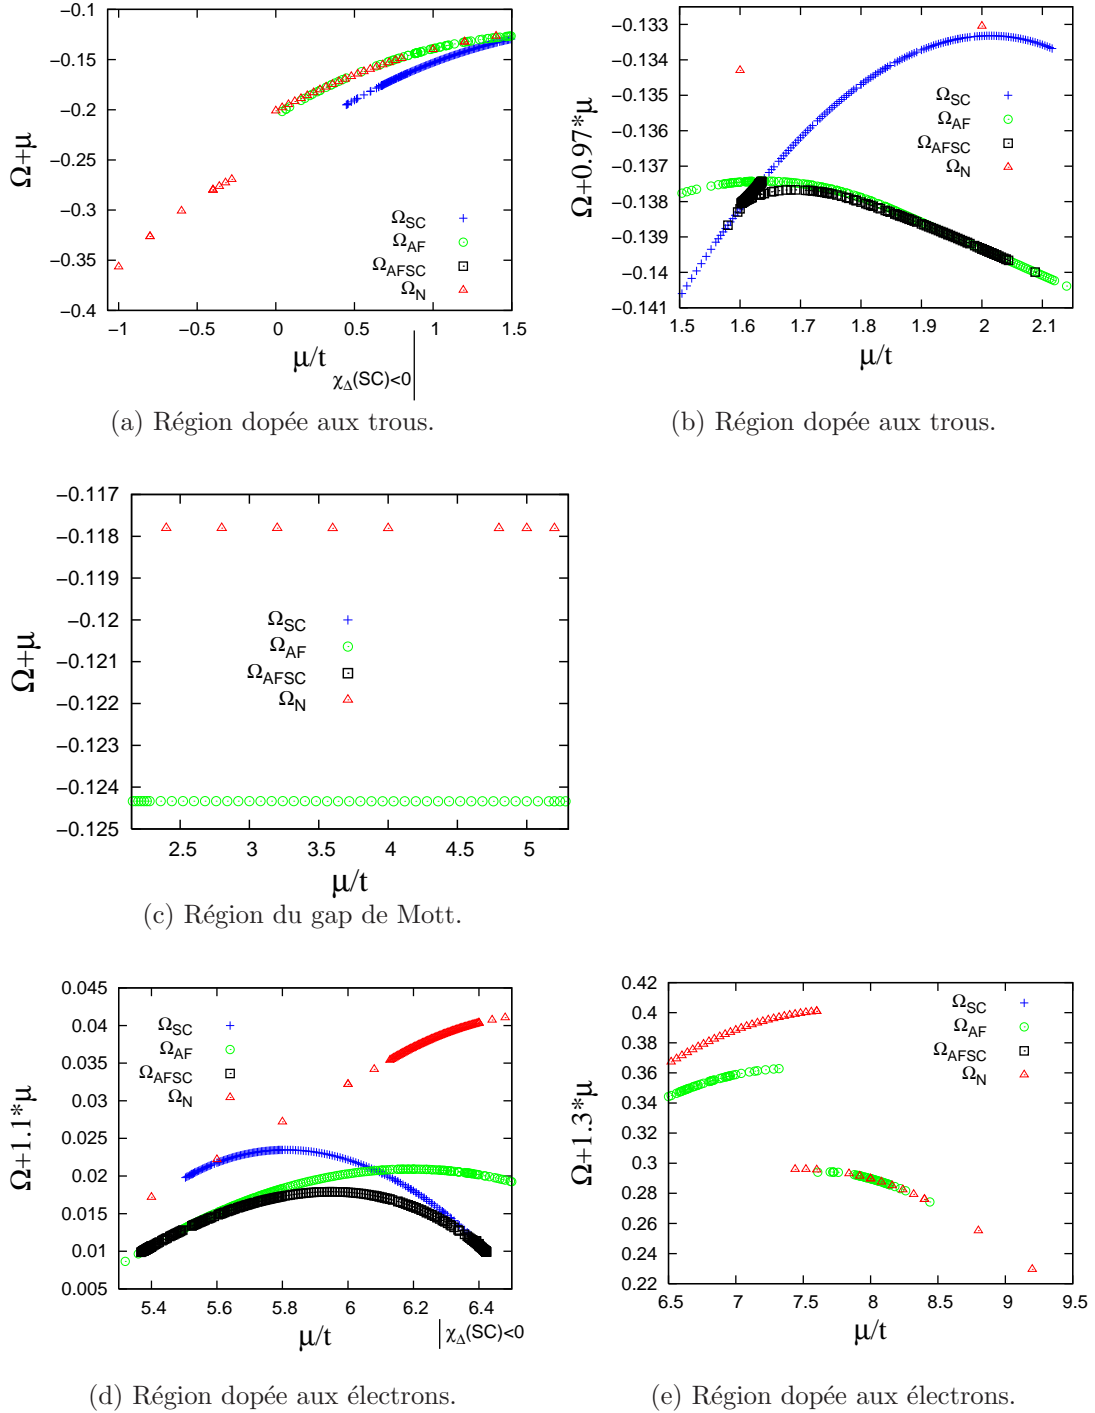 −0.1
−0.15
−0.2
−0.25
−0.3
−0.35
−0.4
Ω+μ
−1 −0.5 0 0.5 1 1.5
μ/t
χΔ(SC)<0
ΩSC
ΩAF
ΩAFSC
ΩN
(a) Région dopée aux trous.
−0.133
−0.134
−0.136
−0.137
−0.138
−0.139
−0.14
−0.141
Ω+0.97*μ
1.5 1.6 1.7 1.8 1.9 2 2.1
μ/t
ΩSC
ΩAF
ΩAFSC
ΩN
(b) Région dopée aux trous.
−0.117
−0.118
−0.119
−0.12
−0.121
−0.122
−0.123
−0.124
−0.125
Ω+μ
2.5 3 3.5 4 4.5 5
μ/t
ΩSC
ΩAF
ΩAFSC
ΩN
(c) Région du gap de Mott.
0.045
0.04
0.035
0.03
0.025
0.02
0.015
0.01
0.005
Ω+1.1*μ
5.4 5.6 5.8 6 6.2 6.4
μ/t
χΔ(SC)<0
ΩSC
ΩAF
ΩAFSC
ΩN
(d) Région dopée aux électrons.
0.42
0.4
0.38
0.36
0.34
0.32
0.3
0.28
0.26
0.24
0.22
Ω+1.3*μ
6.5 7 7.5 8 8.5 9 9.5
μ/t
ΩSC
ΩAF
ΩAFSC
ΩN
(e) Région dopée aux électrons.